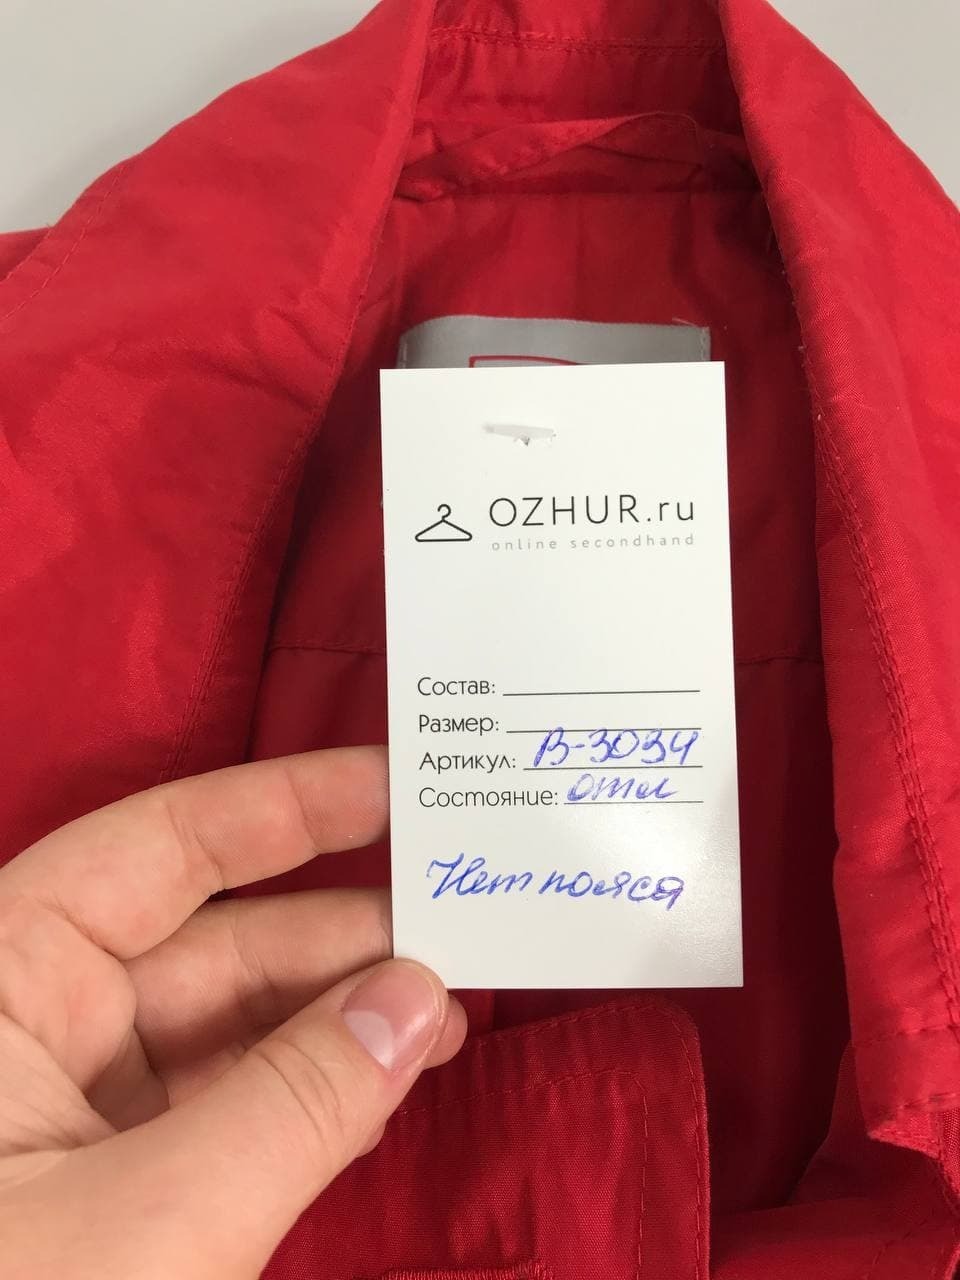 OZHUR.ru
online secondhand
Состав:
Размер:
Артикул: В-3034
Состояние: отл
Нет пояса